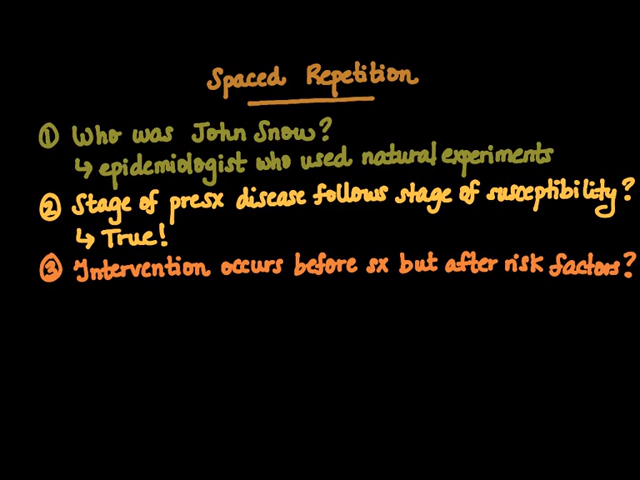 Spaced Repetition
① Who was John Snow?
↳ epidemiologist who used natural experiments
② Stage of presx disease follows stage of susceptibility?
↳ True!
③ Intervention occurs before sx but after risk factors?